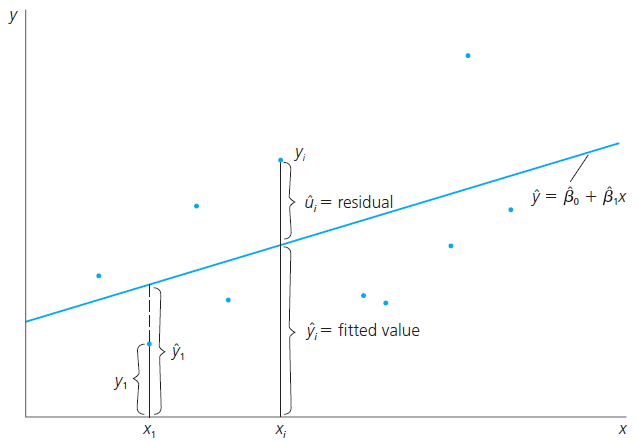 y
yᵢ
ûᵢ = residual
ŷ = β̂₀ + β̂₁x
ŷᵢ = fitted value
ŷ₁
y₁
x₁
xᵢ
x